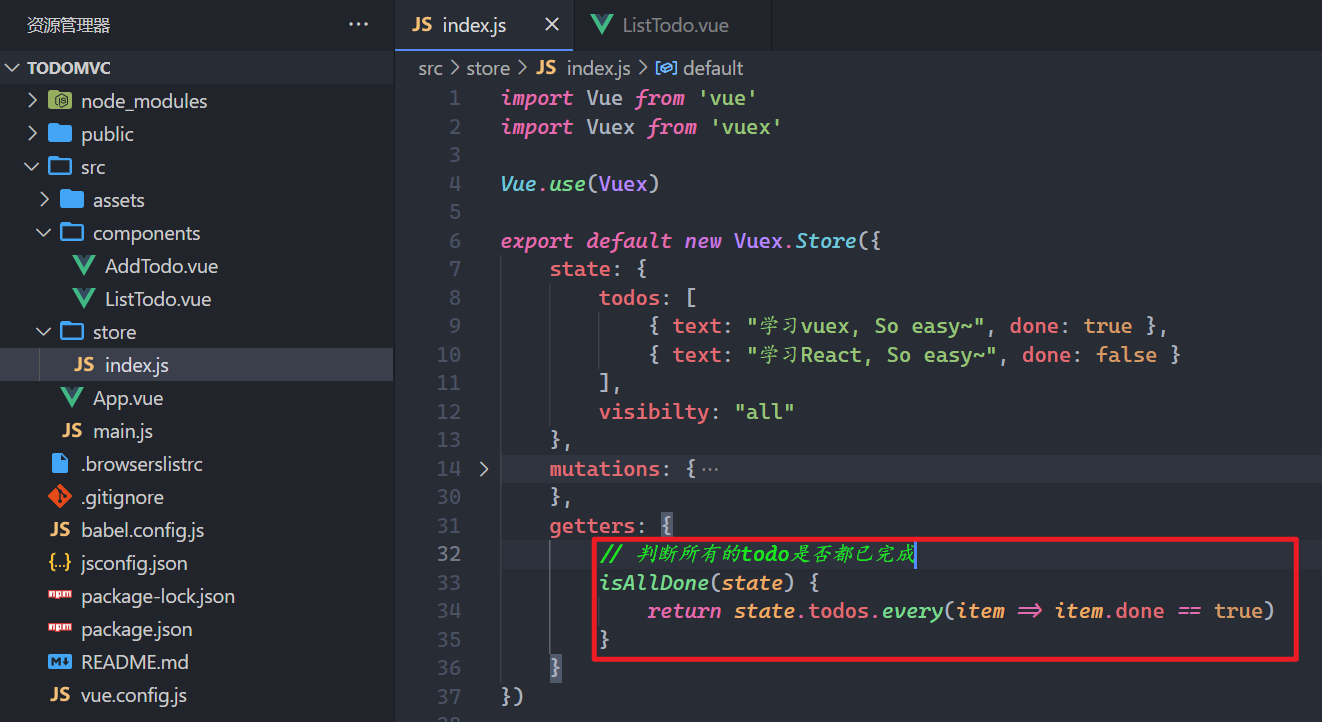 资源管理器 ···
TODOMVC
node_modules
public
src
assets
components
AddTodo.vue
ListTodo.vue
store
JS index.js
App.vue
JS main.js
.browserslistrc
.gitignore
JS babel.config.js
{..} jsconfig.json
npm package-lock.json
npm package.json
M↓ README.md
JS vue.config.js
JS index.js × ListTodo.vue
src > store > JS index.js > default
1 import Vue from 'vue'
2 import Vuex from 'vuex'
3
4 Vue.use(Vuex)
5
6 export default new Vuex.Store({
7 state: {
8 todos: [
9 { text: "学习vuex, So easy~", done: true },
10 { text: "学习React, So easy~", done: false }
11 ],
12 visibilty: "all"
13 },
14 > mutations: { ···
30 },
31 getters: {
32 // 判断所有的todo是否都已完成
33 isAllDone(state) {
34 return state.todos.every(item => item.done == true)
35 }
36 }
37 })
38